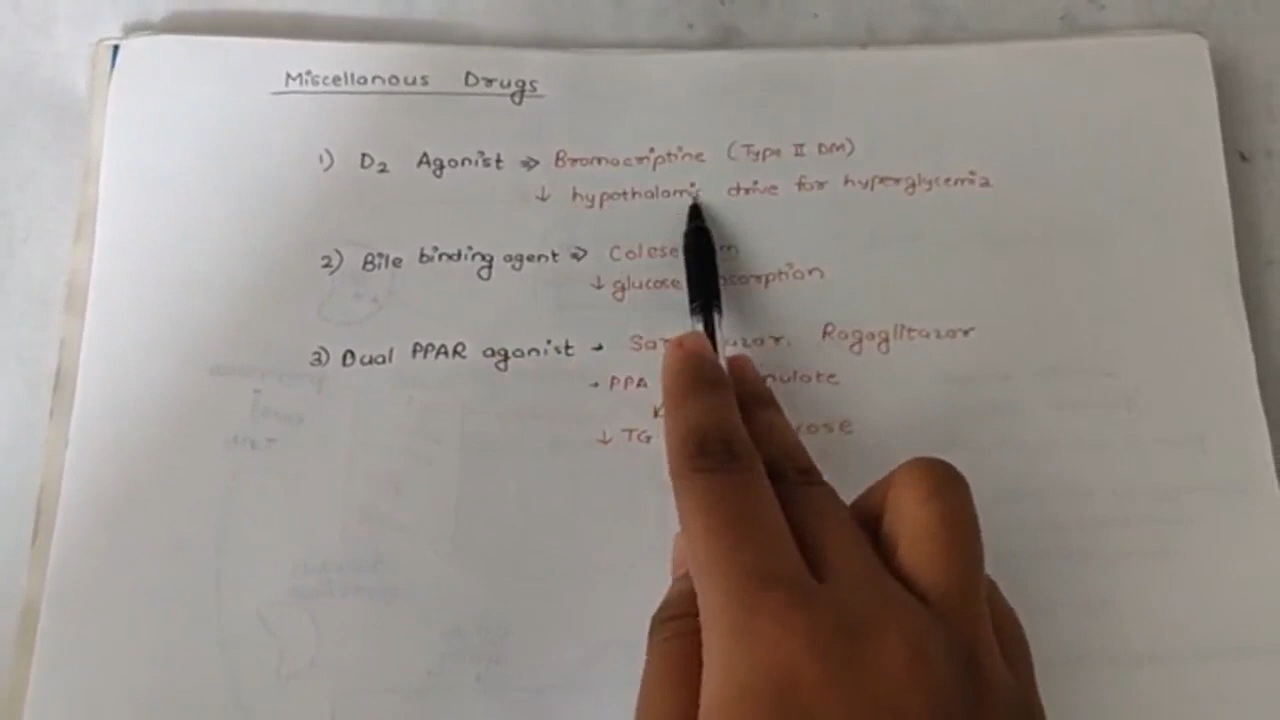 Miscellanous Drugs
1) D2 Agonist ⇒ Bromocriptine (Type II DM)
↓ hypothalamic drive for hyperglycemia
2) Bile binding agent ⇒
↓ glucose
3) Dual PPAR agonist → Ragaglitazar
→ PPA
↓ TG